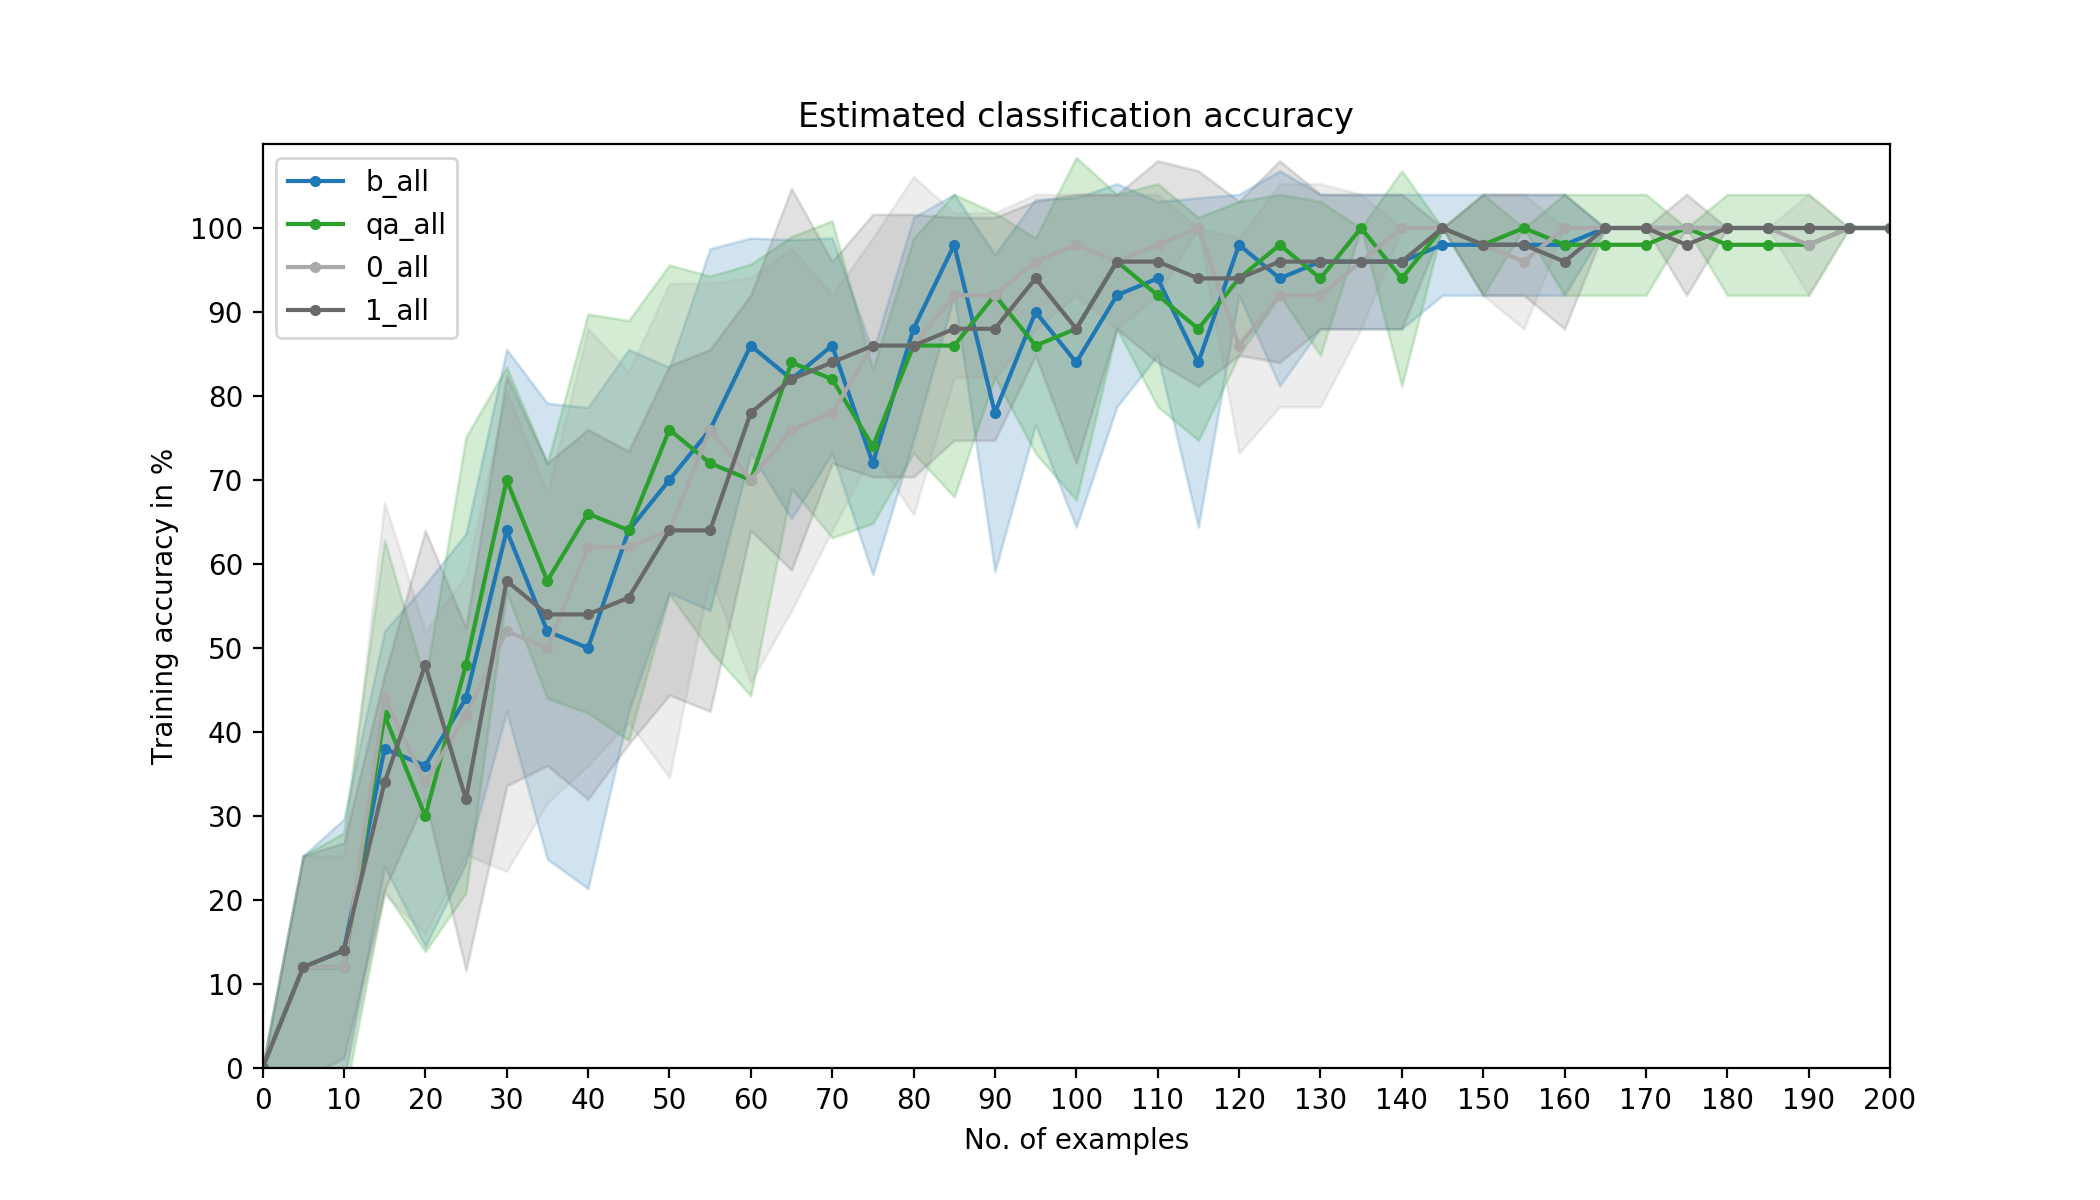 Estimated classification accuracy
b_all
qa_all
0_all
1_all
Training accuracy in %
100
90
80
70
60
50
40
30
20
10
0
0 10 20 30 40 50 60 70 80 90 100 110 120 130 140 150 160 170 180 190 200
No. of examples